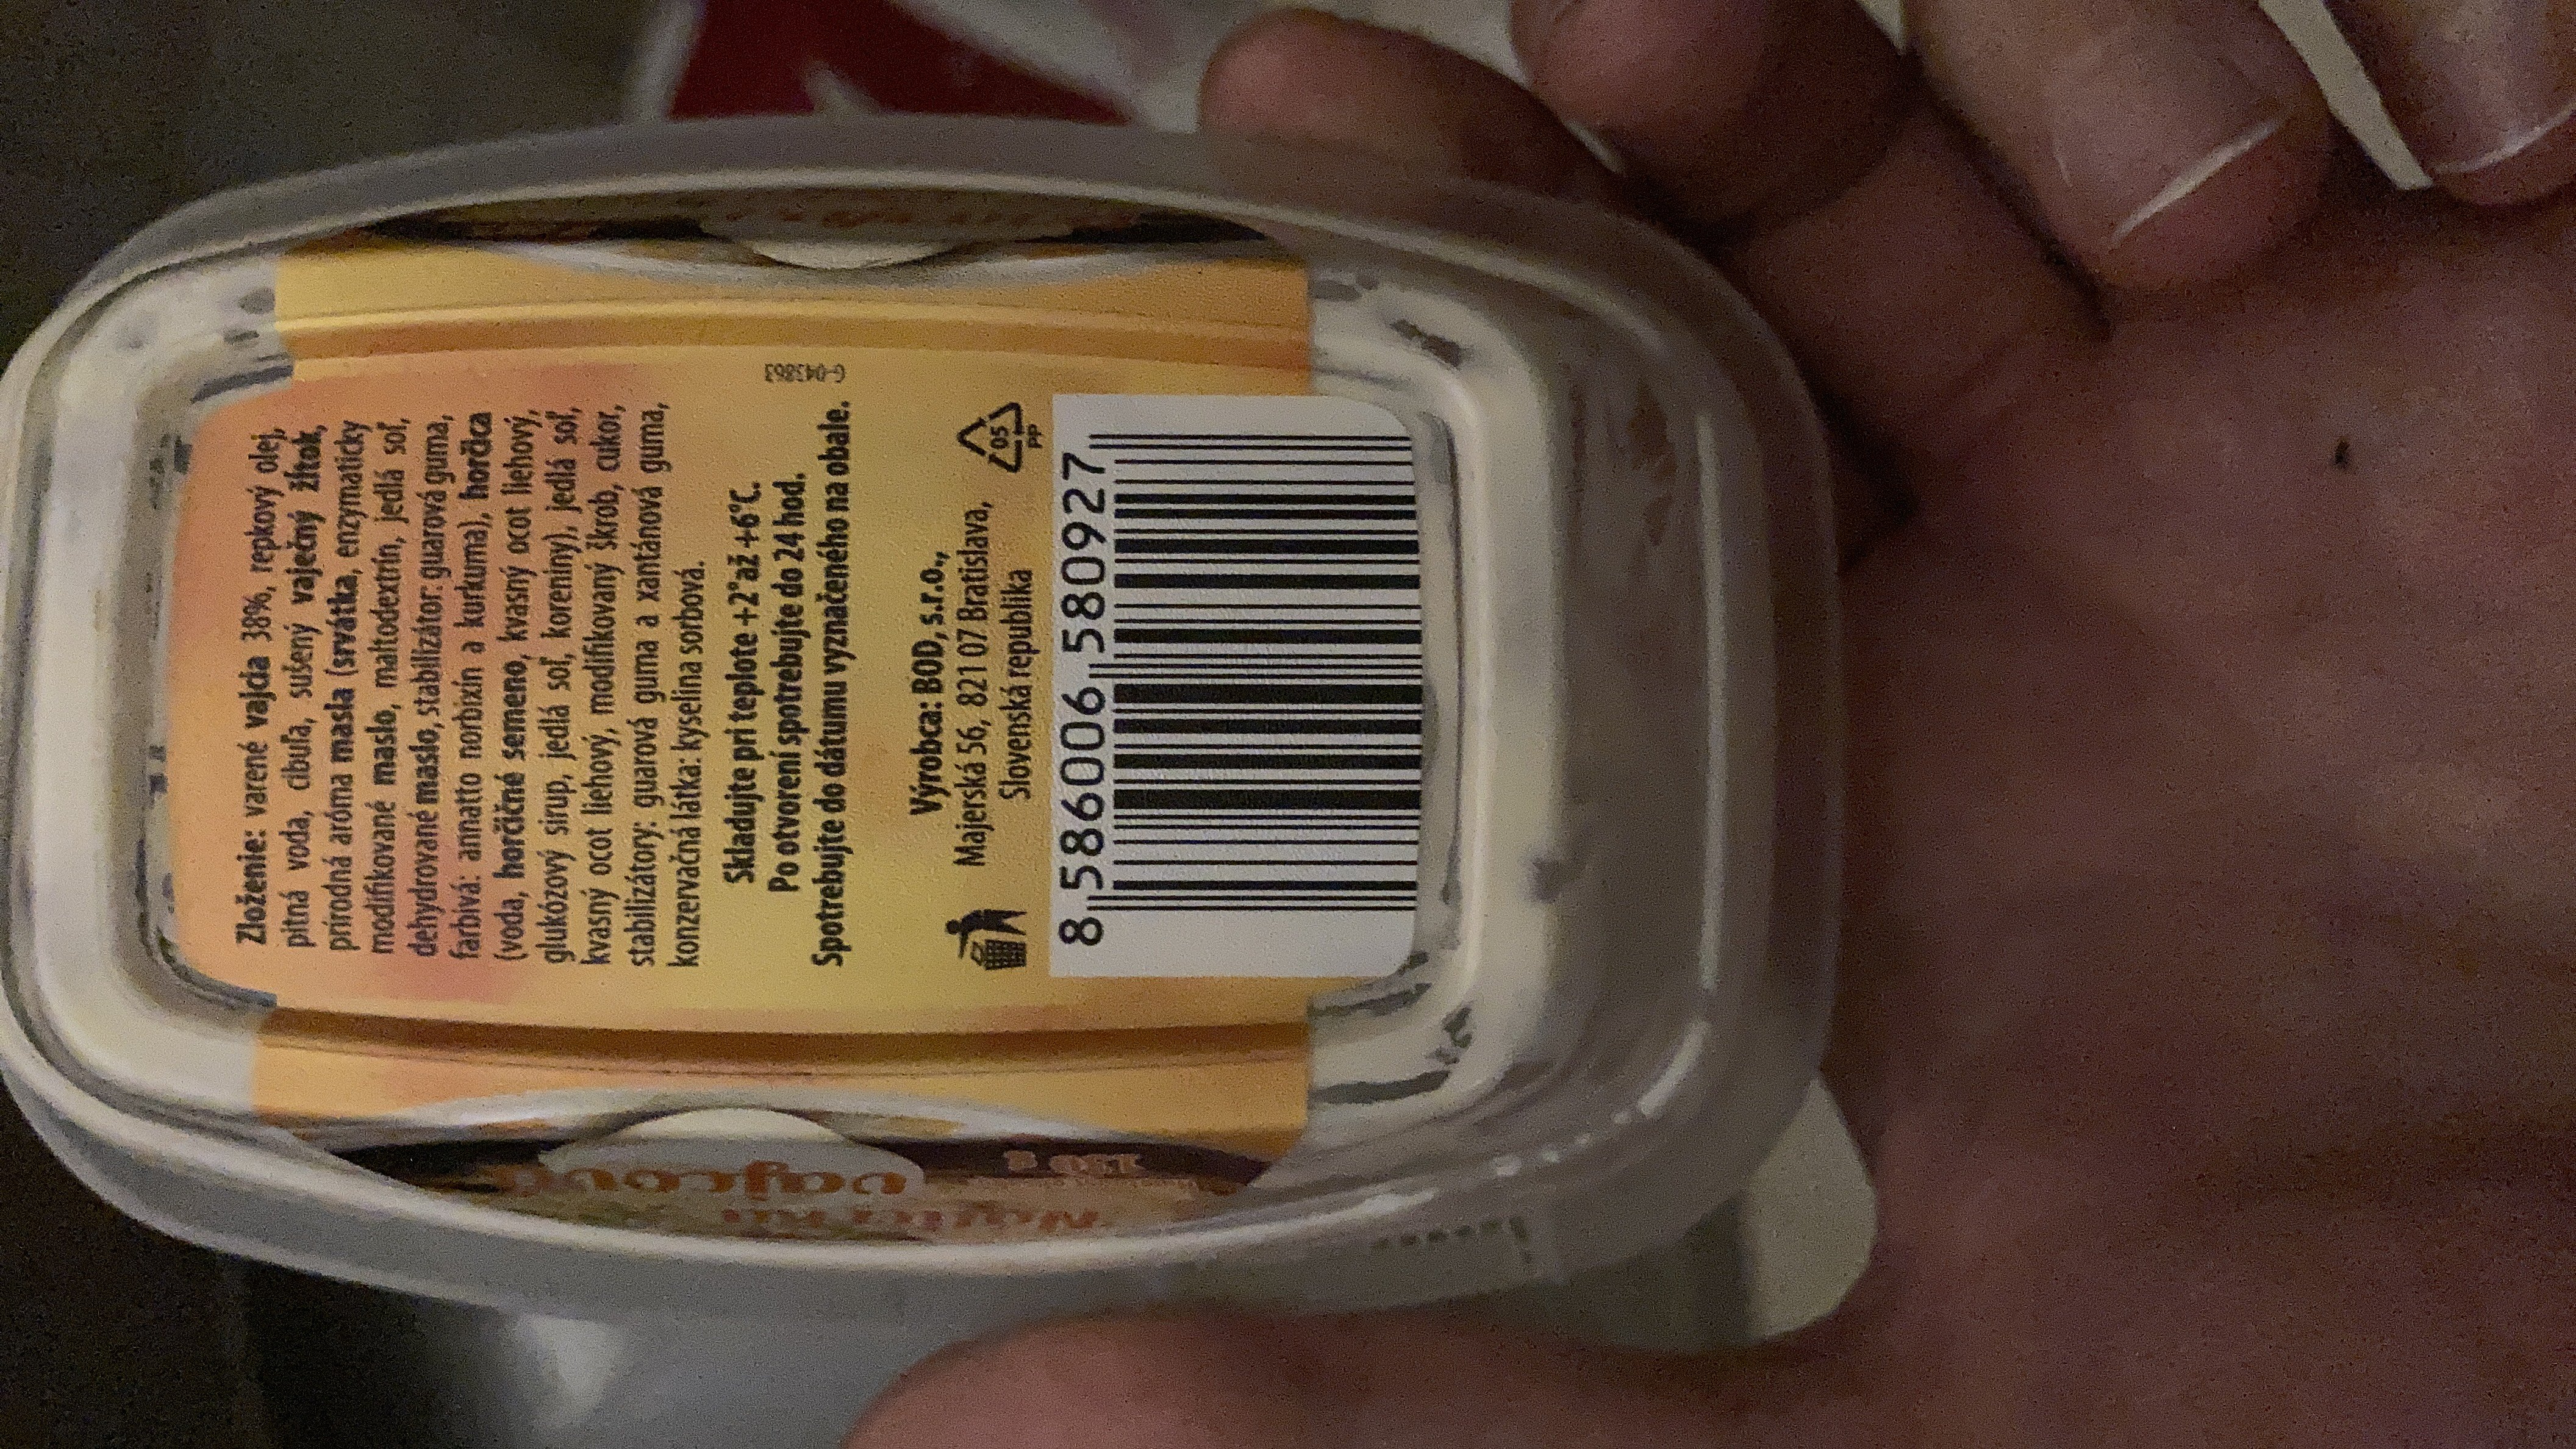 Zloženie: varené vajcia 38%, repkový olej,
pitná voda, cibuľa, sušený vaječný žĺtok,
prírodná aróma masla (srvátka, enzymaticky
modifikované maslo, maltodextrín, jedlá soľ,
dehydrované maslo, stabilizátor: guarová guma,
farbivá: annatto norbixín a kurkuma), horčica
(voda, horčičné semeno, kvasný ocot liehový,
glukózový sirup, jedlá soľ, koreniny), jedlá soľ,
kvasný ocot liehový, modifikovaný škrob, cukor,
stabilizátory: guarová guma a xantánová guma,
konzervačná látka: kyselina sorbová.
Skladujte pri teplote +2°až +6°C.
Po otvorení spotrebujte do 24 hod.
Spotrebujte do dátumu vyznačeného na obale.
G-043863
Výrobca: BOD, s.r.o.,
Majerská 56, 821 07 Bratislava,
Slovenská republika
05
PP
8 586006 580927
vajcová
120 g